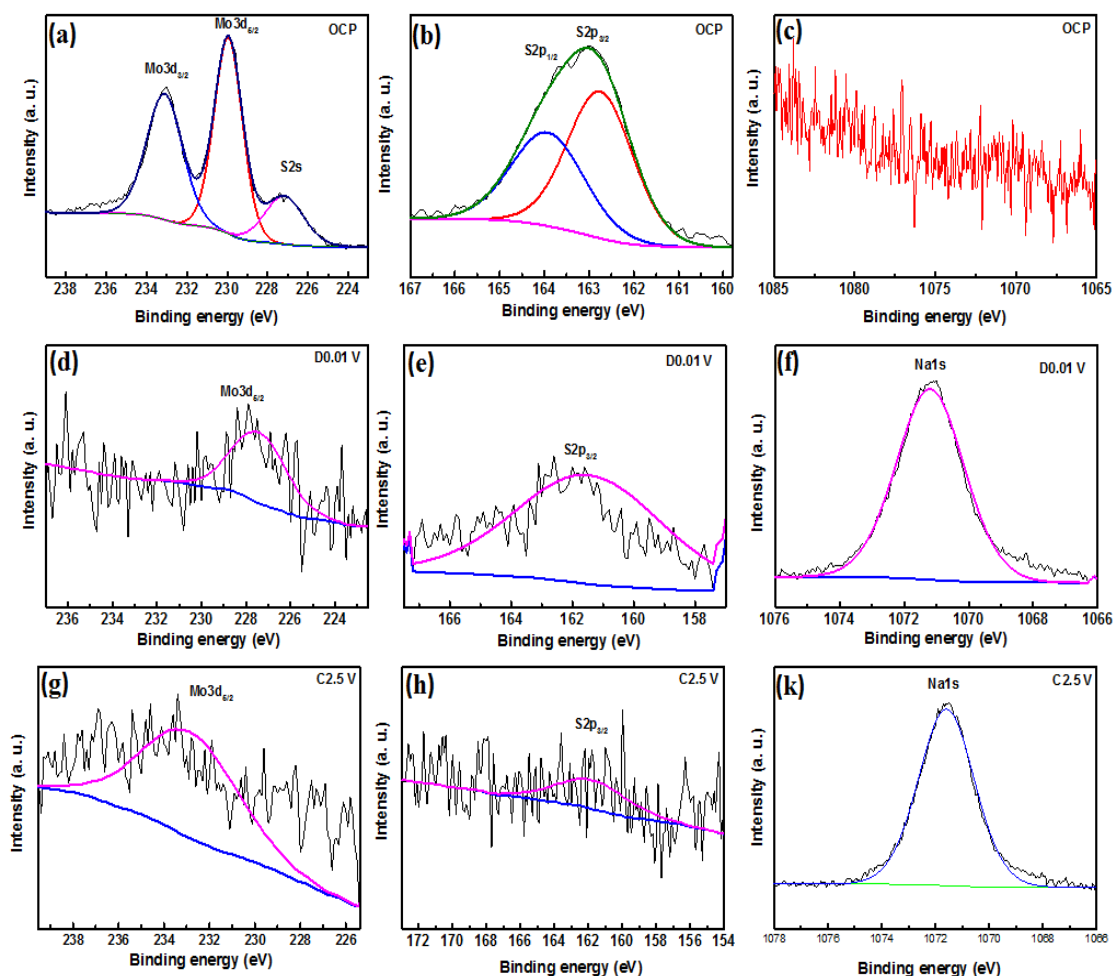 (a)
OCP
Mo3d5/2
Mo3d3/2
S2s
Intensity (a. u.)
238 236 234 232 230 228 226 224
Binding energy (eV)
(b)
OCP
S2p3/2
S2p1/2
Intensity (a. u.)
167 166 165 164 163 162 161 160
Binding energy (eV)
(c)
OCP
Intensity (a. u.)
1085 1080 1075 1070 1065
Binding energy (eV)
(d)
D0.01 V
Mo3d5/2
Intensity (a. u.)
236 234 232 230 228 226 224
Binding energy (eV)
(e)
D0.01 V
S2p3/2
Intensity (a. u.)
166 163 160 157
Binding energy (eV)
(f)
D0.01 V
Na1s
Intensity (a. u.)
1076 1074 1072 1070 1068 1066
Binding energy (eV)
(g)
C2.5 V
Mo3d5/2
Intensity (a. u.)
238 236 234 232 230 228 226
Binding energy (eV)
(h)
C2.5 V
S2p3/2
Intensity (a. u.)
172 170 168 166 164 162 160 158 156 154
Binding energy (eV)
(k)
C2.5 V
Na1s
Intensity (a. u.)
1078 1076 1074 1072 1070 1068 1066
Binding energy (eV)